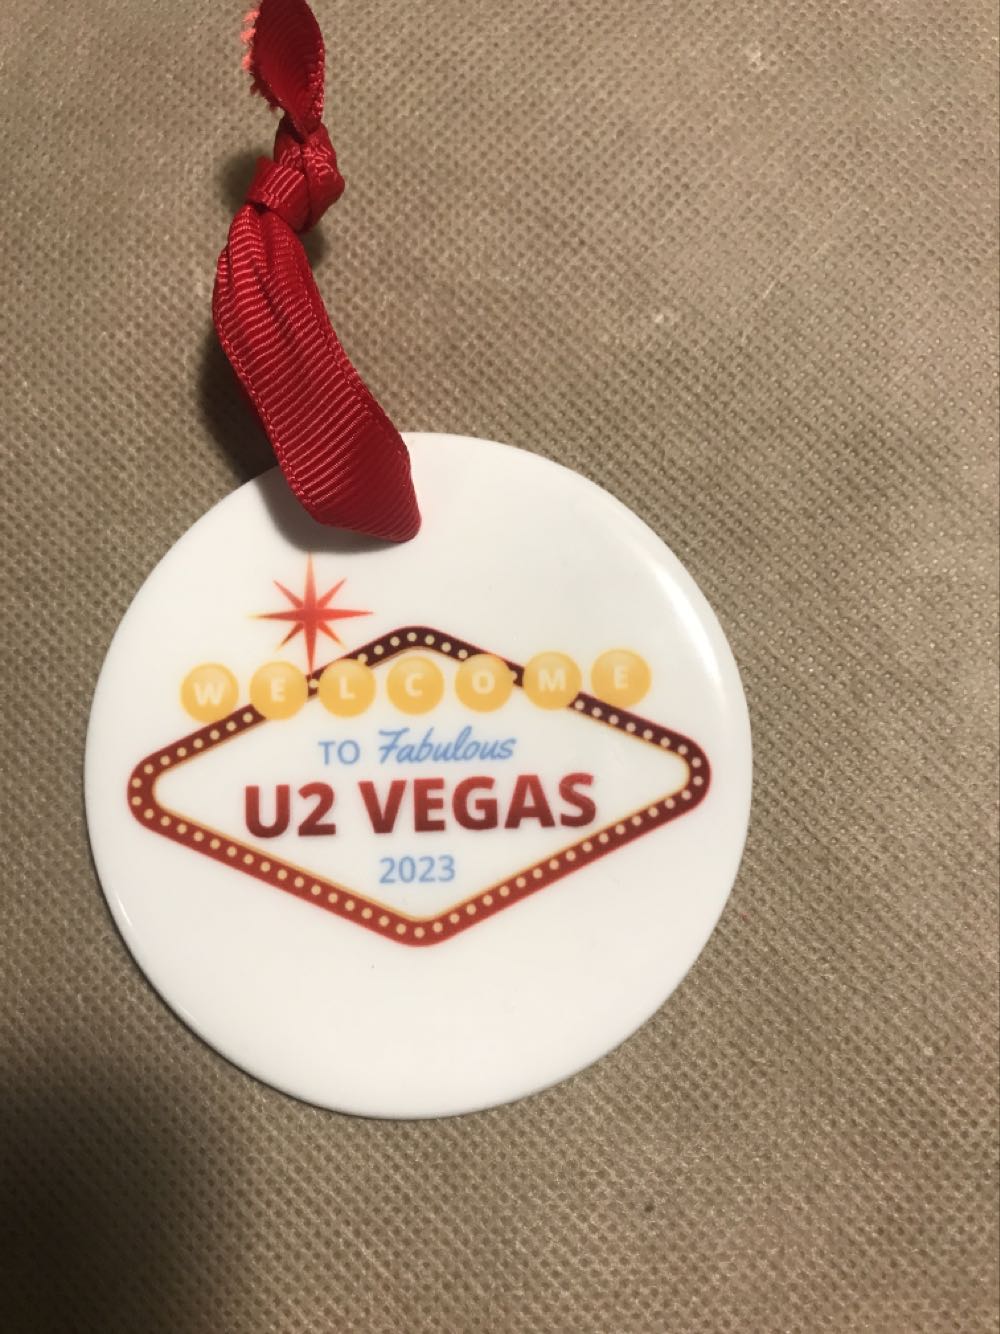 WELCOME
TO Fabulous
U2 VEGAS
2023